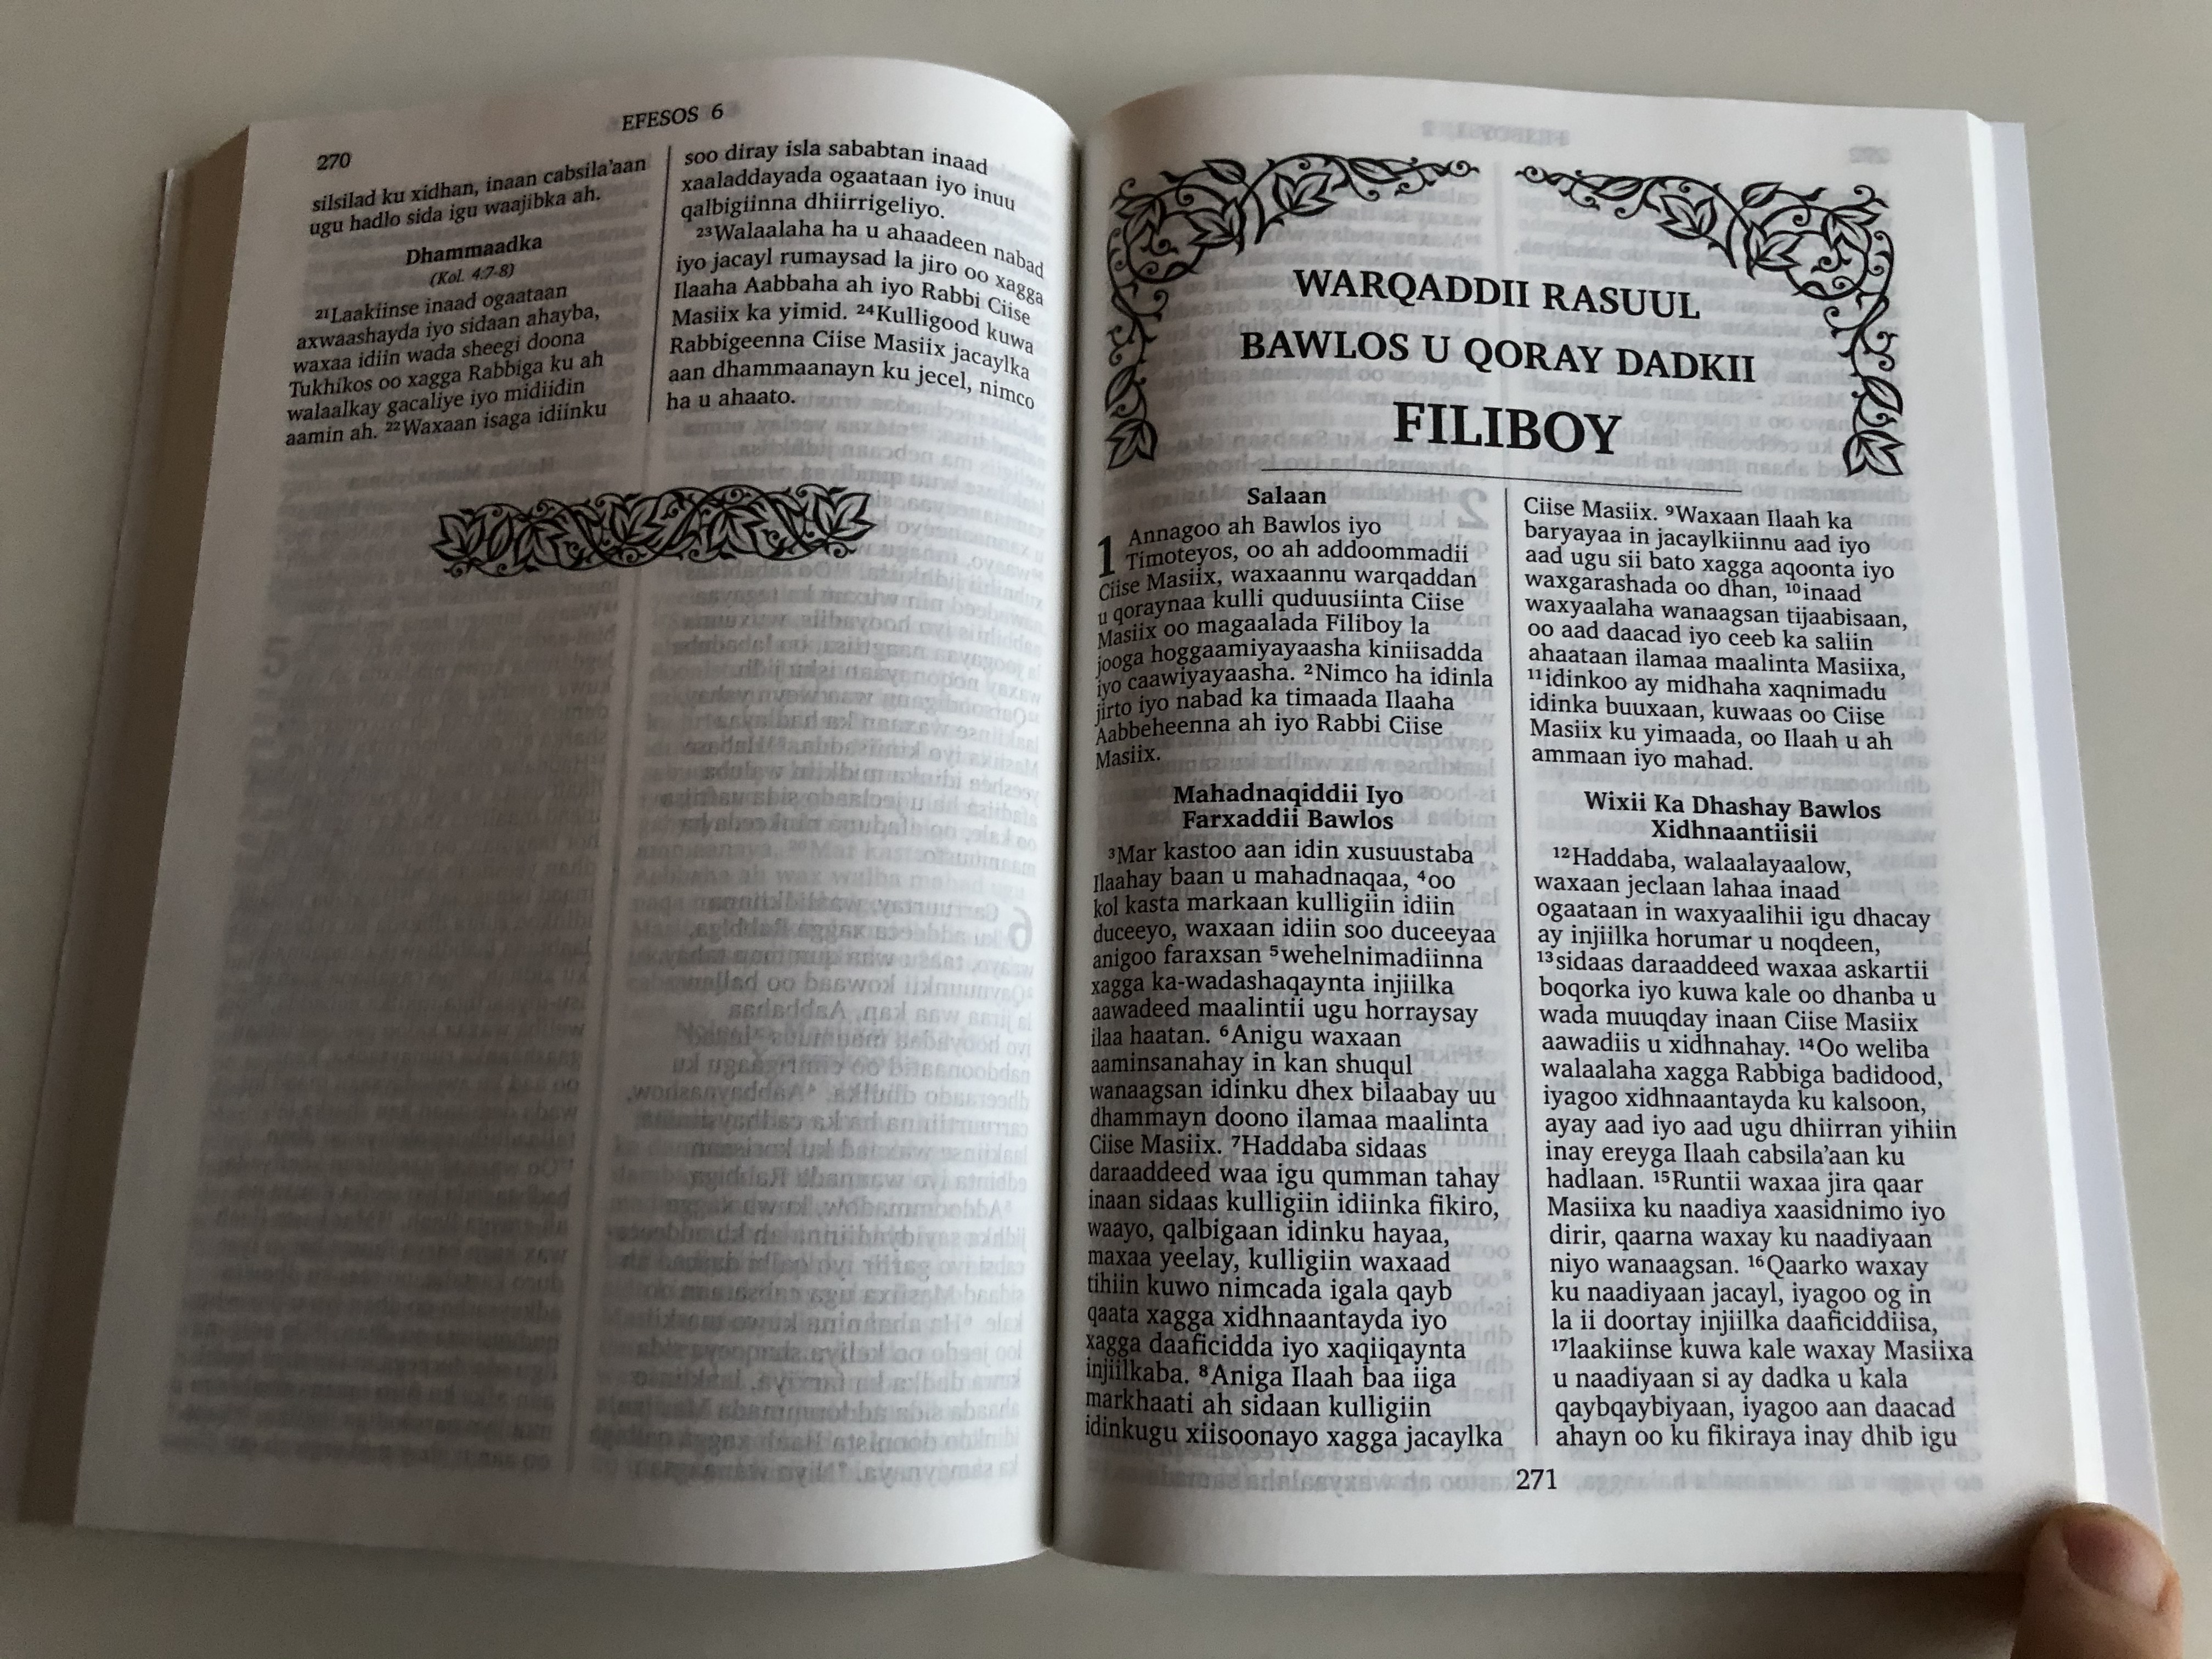 EFESOS 6
270
silsilad ku xidhan, inaan cabsila'aan
ugu hadlo sida igu waajibka ah.
Dhammaadka
(Kol. 4:7-8)
²¹Laakiinse inaad ogaataan
axwaashayda iyo sidaan ahayba,
waxaa idiin wada sheegi doona
Tukhikos oo xagga Rabbiga ku ah
walaalkay gacaliye iyo midiidin
aamin ah. ²²Waxaan isaga idiinku
soo diray isla sababtan inaad
xaaladdayada ogaataan iyo inuu
qalbigiinna dhiirrigeliyo.
²³Walaalaha ha u ahaadeen nabad
iyo jacayl rumaysad la jiro oo xagga
Ilaaha Aabbaha ah iyo Rabbi Ciise
Masiix ka yimid. ²⁴Kulligood kuwa
Rabbigeenna Ciise Masiix jacaylka
aan dhammaanayn ku jecel, nimco
ha u ahaato.
WARQADDII RASUUL
BAWLOS U QORAY DADKII
FILIBOY
Salaan
1 Annagoo ah Bawlos iyo
Timoteyos, oo ah addoommadii
Ciise Masiix, waxaannu warqaddan
u qoraynaa kulli quduusiinta Ciise
Masiix oo magaalada Filiboy la
jooga hoggaamiyayaasha kiniisadda
iyo caawiyayaasha. ²Nimco ha idinla
jirto iyo nabad ka timaada Ilaaha
Aabbeheenna ah iyo Rabbi Ciise
Masiix.
Mahadnaqiddii Iyo
Farxaddii Bawlos
³Mar kastoo aan idin xusuustaba
Ilaahay baan u mahadnaqaa, ⁴oo
kol kasta markaan kulligiin idiin
duceeyo, waxaan idiin soo duceeyaa
anigoo faraxsan ⁵wehelnimadiinna
xagga ka-wadashaqaynta injiilka
aawadeed maalintii ugu horraysay
ilaa haatan. ⁶Anigu waxaan
aaminsanahay in kan shuqul
wanaagsan idinku dhex bilaabay uu
dhammayn doono ilamaa maalinta
Ciise Masiix. ⁷Haddaba sidaas
daraaddeed waa igu qumman tahay
inaan sidaas kulligiin idiinka fikiro,
waayo, qalbigaan idinku hayaa,
maxaa yeelay, kulligiin waxaad
tihiin kuwo nimcada igala qayb
qaata xagga xidhnaantayda iyo
xagga daaficidda iyo xaqiiqaynta
injiilkaba. ⁸Aniga Ilaah baa iiga
markhaati ah sidaan kulligiin
idinkugu xiisoonayo xagga jacaylka
Ciise Masiix. ⁹Waxaan Ilaah ka
baryayaa in jacaylkiinnu aad iyo
aad ugu sii bato xagga aqoonta iyo
waxgarashada oo dhan, ¹⁰inaad
waxyaalaha wanaagsan tijaabisaan,
oo aad daacad iyo ceeb ka saliin
ahaataan ilamaa maalinta Masiixa,
¹¹idinkoo ay midhaha xaqnimadu
idinka buuxaan, kuwaas oo Ciise
Masiix ku yimaada, oo Ilaah u ah
ammaan iyo mahad.
Wixii Ka Dhashay Bawlos
Xidhnaantiisii
¹²Haddaba, walaalayaalow,
waxaan jeclaan lahaa inaad
ogaataan in waxyaalihii igu dhacay
ay injiilka horumar u noqdeen,
¹³sidaas daraaddeed waxaa askartii
boqorka iyo kuwa kale oo dhanba u
wada muuqday inaan Ciise Masiix
aawadiis u xidhnahay. ¹⁴Oo weliba
walaalaha xagga Rabbiga badidood,
iyagoo xidhnaantayda ku kalsoon,
ayay aad iyo aad ugu dhiirran yihiin
inay ereyga Ilaah cabsila'aan ku
hadlaan. ¹⁵Runtii waxaa jira qaar
Masiixa ku naadiya xaasidnimo iyo
dirir, qaarna waxay ku naadiyaan
niyo wanaagsan. ¹⁶Qaarko waxay
ku naadiyaan jacayl, iyagoo og in
la ii doortay injiilka daaficiddiisa,
¹⁷laakiinse kuwa kale waxay Masiixa
u naadiyaan si ay dadka u kala
qaybqaybiyaan, iyagoo aan daacad
ahayn oo ku fikiraya inay dhib igu
271